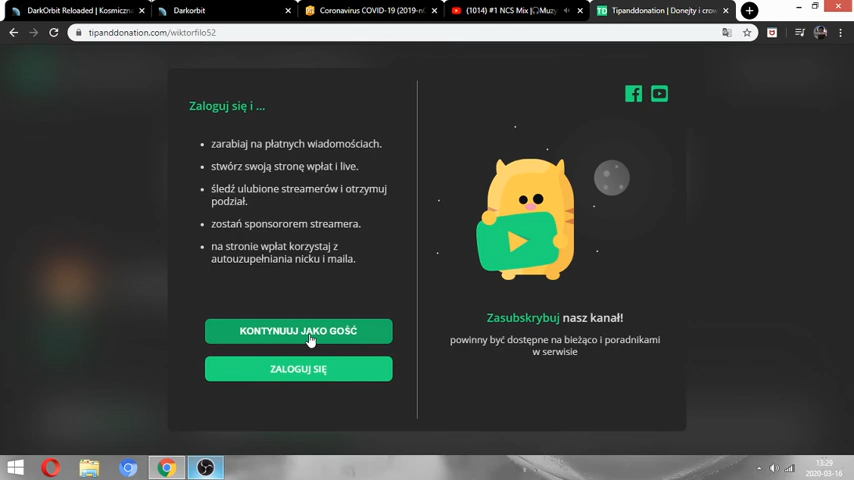 DarkOrbit Reloaded | Kosmiczn
Darkorbit
Coronavirus COVID-19 (2019-n
(1014) #1 NCS Mix |🎧Muzy
TD Tipanddonation | Donejty i crow
tipanddonation.com/wiktorfilo52
Zaloguj się i ...
• zarabiaj na płatnych wiadomościach.
• stwórz swoją stronę wpłat i live.
• śledź ulubione streamerów i otrzymuj
podział.
• zostań sponsororem streamera.
• na stronie wpłat korzystaj z
autouzupełniania nicku i maila.
KONTYNUUJ JAKO GOŚĆ
ZALOGUJ SIĘ
Zasubskrybuj nasz kanał!
powinny być dostępne na bieżąco i poradnikami
w serwisie
13:29
2020-03-16